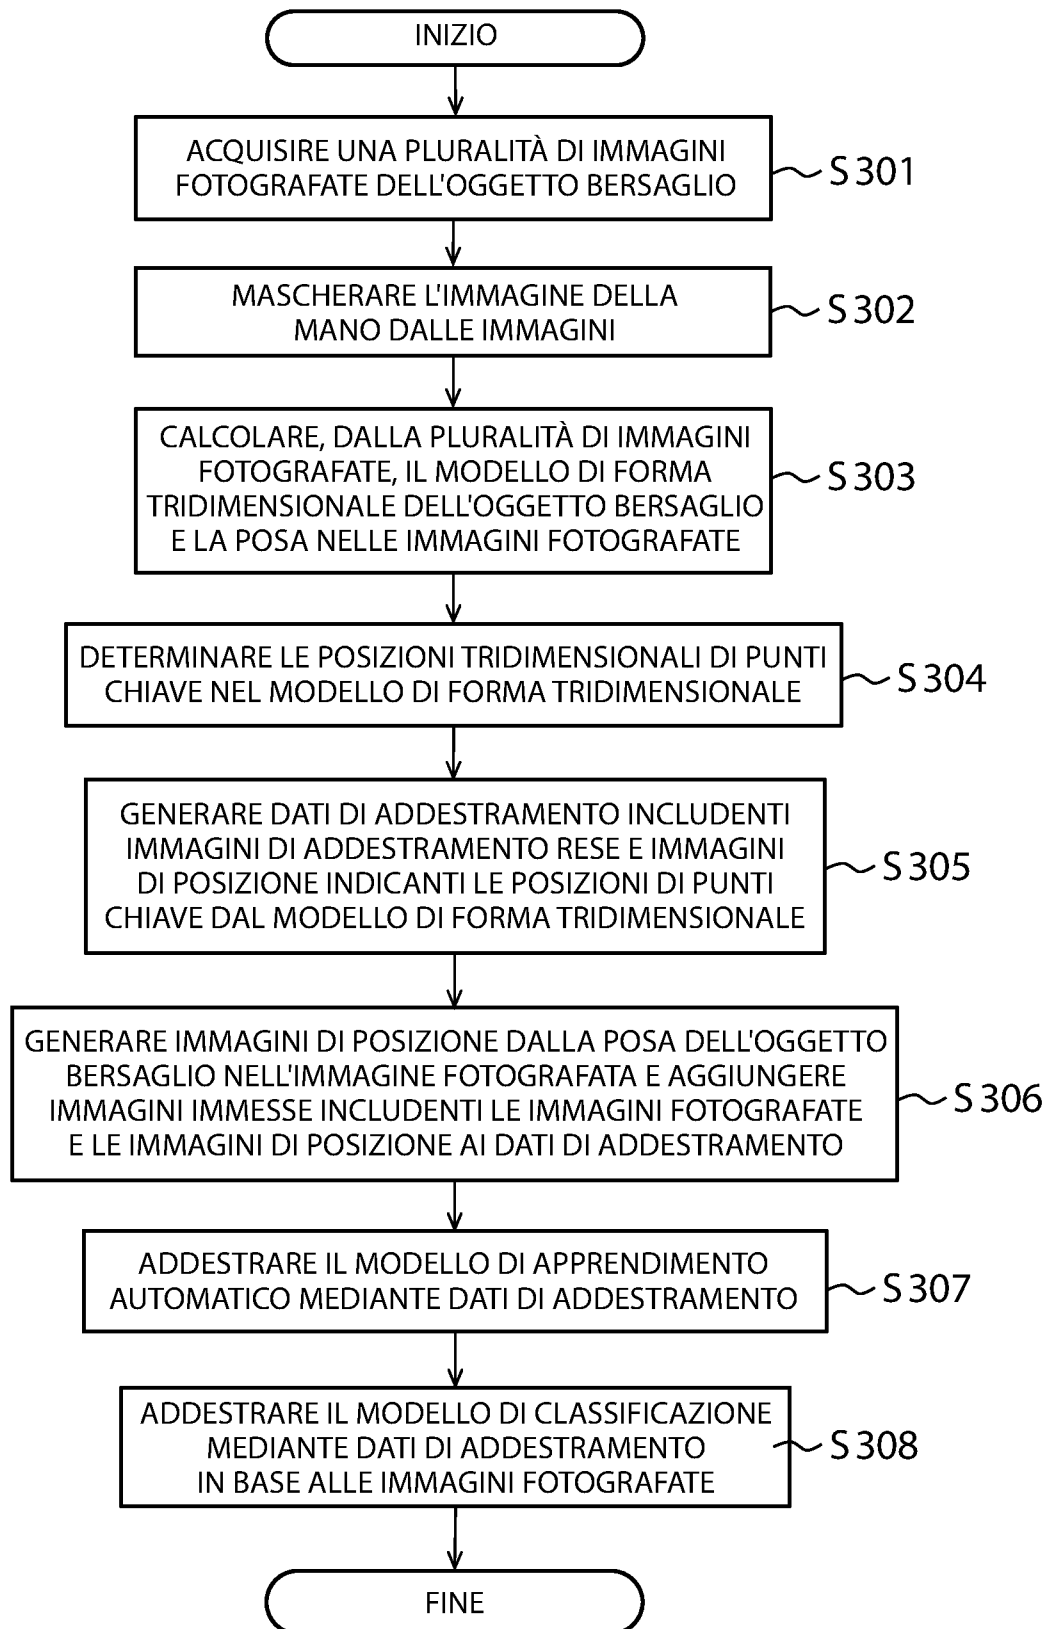 INIZIO
ACQUISIRE UNA PLURALITÀ DI IMMAGINI
FOTOGRAFATE DELL'OGGETTO BERSAGLIO
S301
MASCHERARE L'IMMAGINE DELLA
MANO DALLE IMMAGINI
S302
CALCOLARE, DALLA PLURALITÀ DI IMMAGINI
FOTOGRAFATE, IL MODELLO DI FORMA
TRIDIMENSIONALE DELL'OGGETTO BERSAGLIO
E LA POSA NELLE IMMAGINI FOTOGRAFATE
S303
DETERMINARE LE POSIZIONI TRIDIMENSIONALI DI PUNTI
CHIAVE NEL MODELLO DI FORMA TRIDIMENSIONALE
S304
GENERARE DATI DI ADDESTRAMENTO INCLUDENTI
IMMAGINI DI ADDESTRAMENTO RESE E IMMAGINI
DI POSIZIONE INDICANTI LE POSIZIONI DI PUNTI
CHIAVE DAL MODELLO DI FORMA TRIDIMENSIONALE
S305
GENERARE IMMAGINI DI POSIZIONE DALLA POSA DELL'OGGETTO
BERSAGLIO NELL'IMMAGINE FOTOGRAFATA E AGGIUNGERE
IMMAGINI IMMESSE INCLUDENTI LE IMMAGINI FOTOGRAFATE
E LE IMMAGINI DI POSIZIONE AI DATI DI ADDESTRAMENTO
S306
ADDESTRARE IL MODELLO DI APPRENDIMENTO
AUTOMATICO MEDIANTE DATI DI ADDESTRAMENTO
S307
ADDESTRARE IL MODELLO DI CLASSIFICAZIONE
MEDIANTE DATI DI ADDESTRAMENTO
IN BASE ALLE IMMAGINI FOTOGRAFATE
S308
FINE